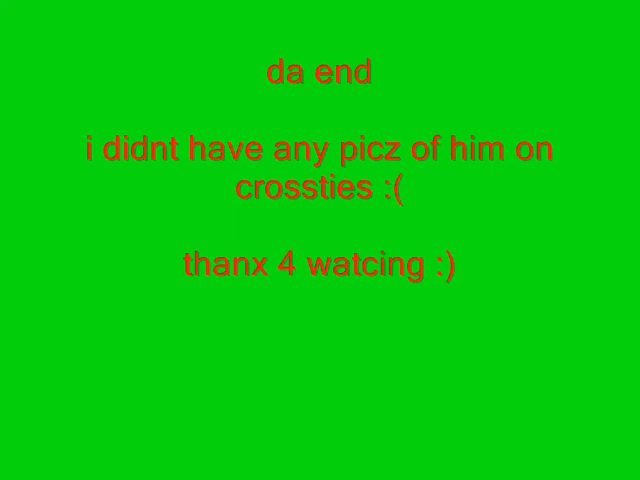 da end
i didnt have any picz of him on
crossties :(
thanx 4 watcing :)